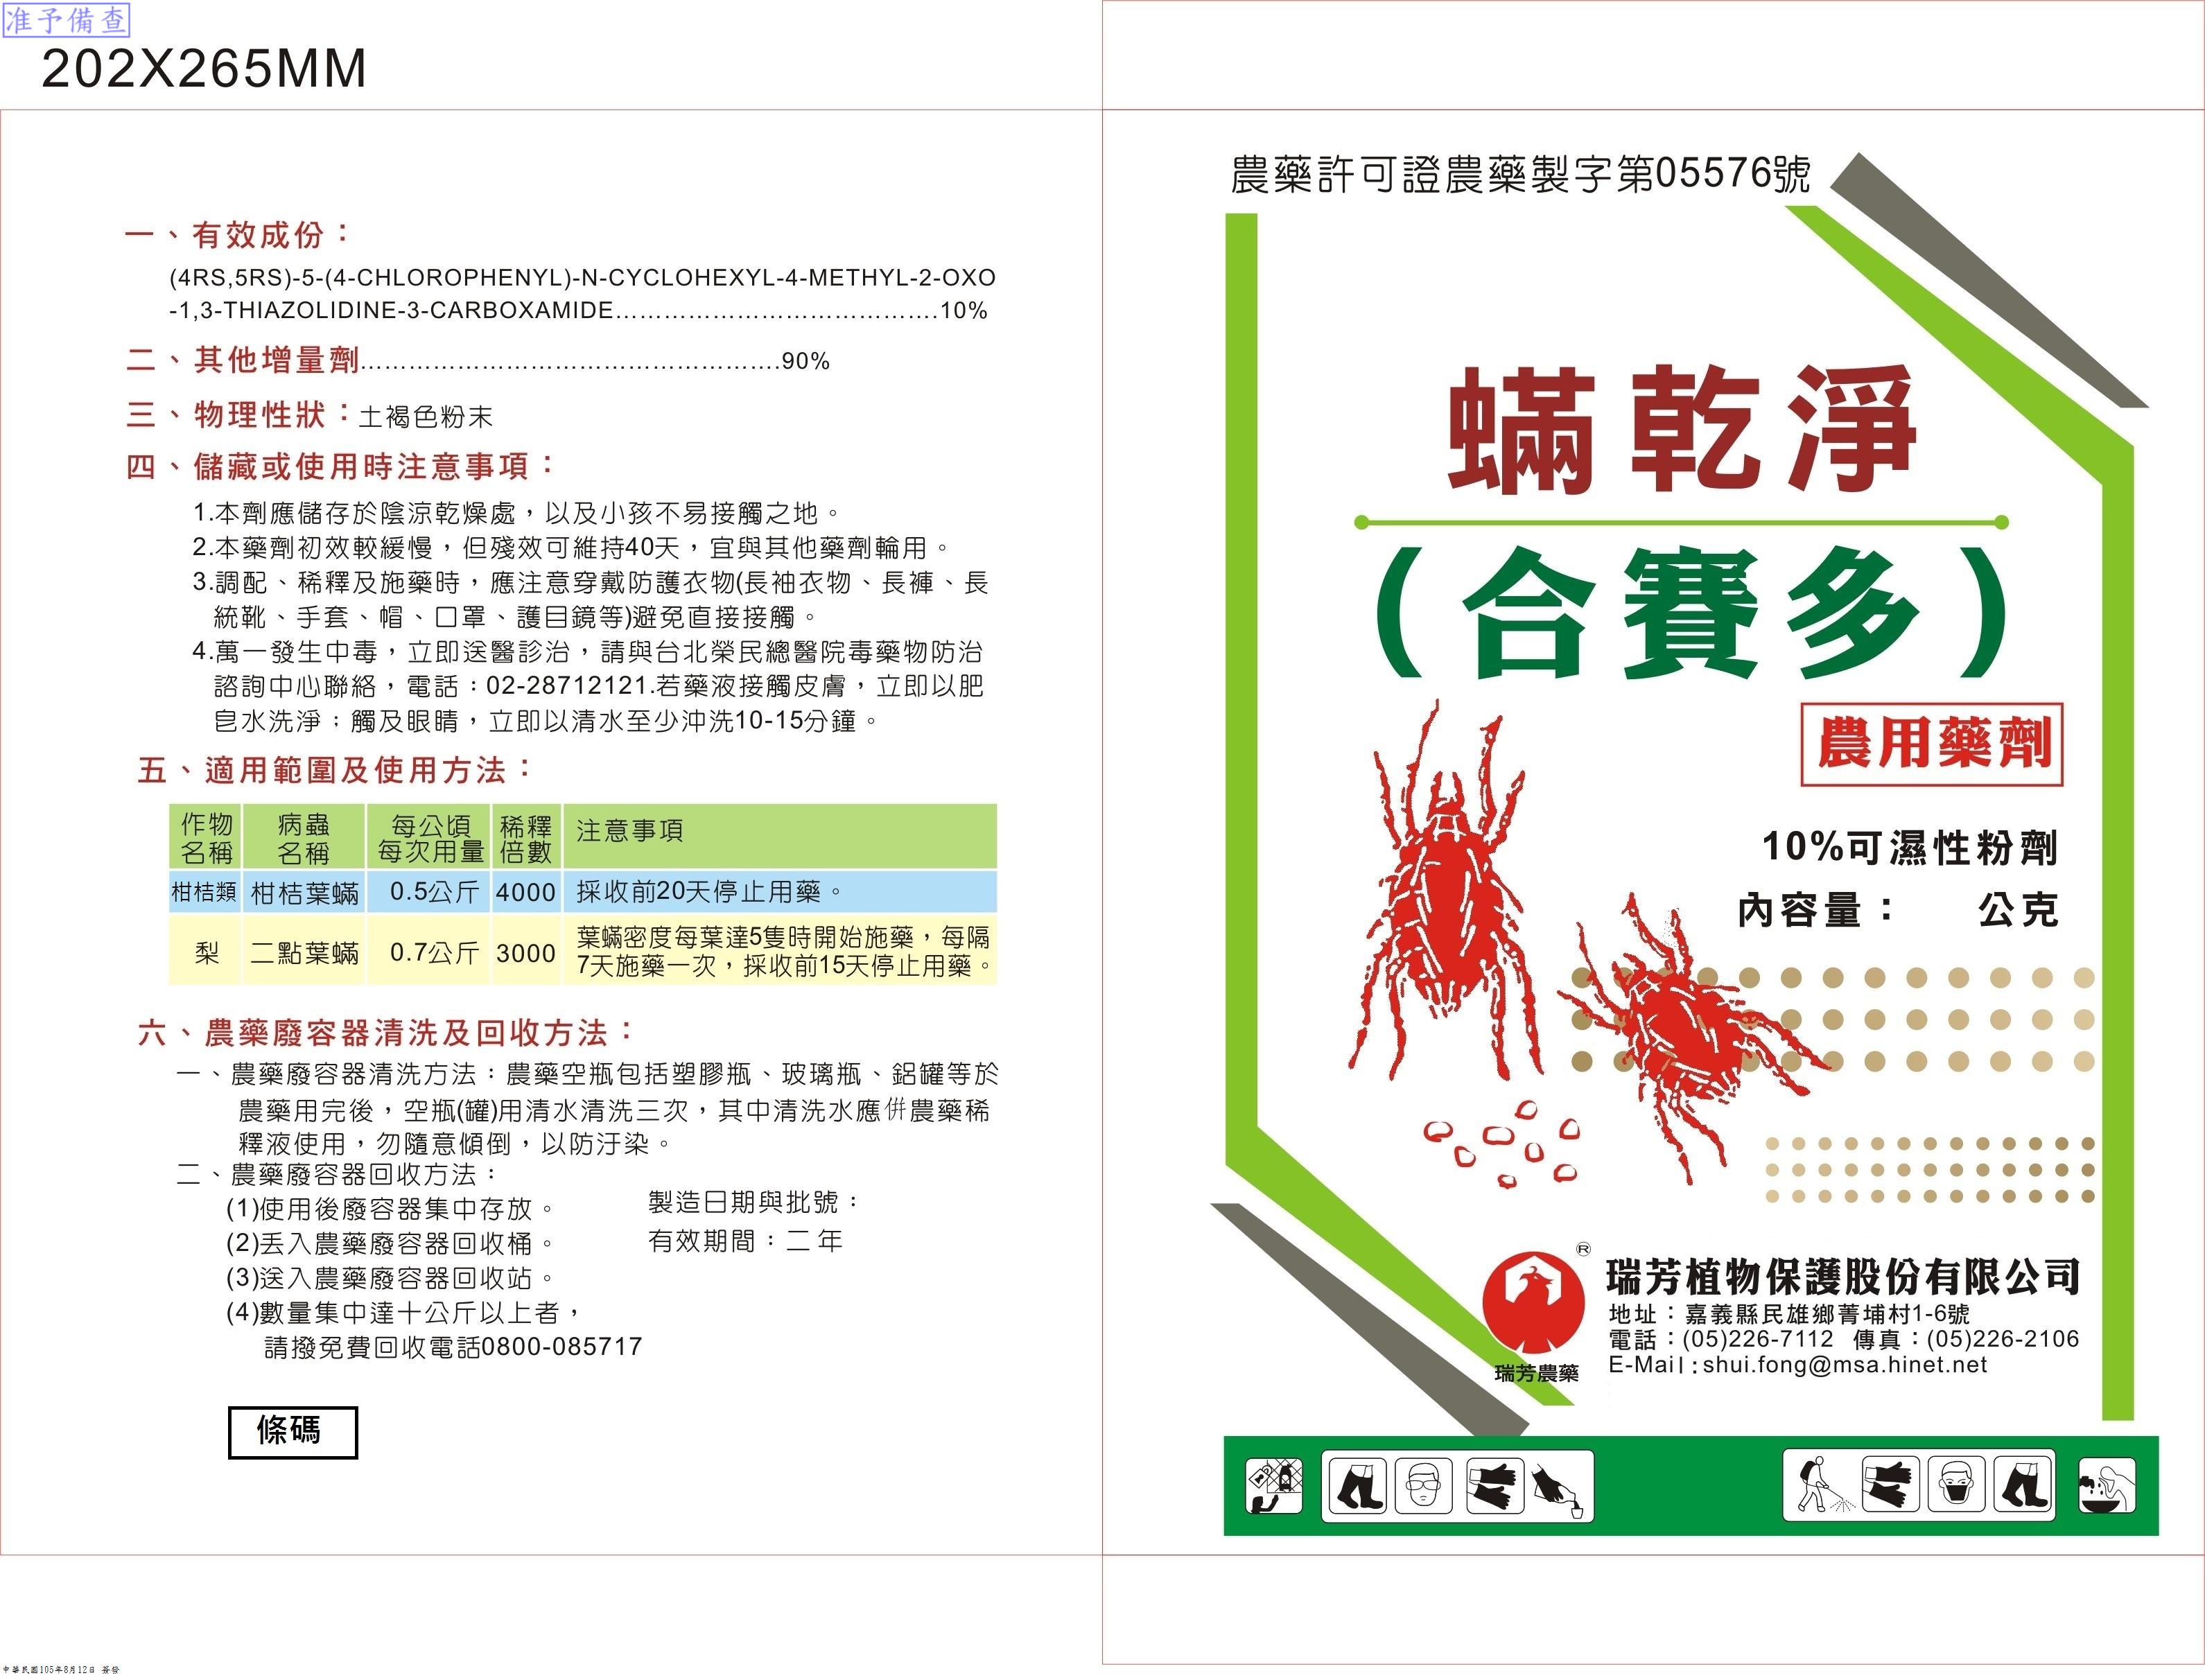 准予備查
202X265MM
一、有效成份：
(4RS,5RS)-5-(4-CHLOROPHENYL)-N-CYCLOHEXYL-4-METHYL-2-OXO
-1,3-THIAZOLIDINE-3-CARBOXAMIDE....................................10%
二、其他增量劑...............................................90%
三、物理性狀：土褐色粉末
四、儲藏或使用時注意事項：
1.本劑應儲存於陰涼乾燥處，以及小孩不易接觸之地。
2.本藥劑初效較緩慢，但殘效可維持40天，宜與其他藥劑輪用。
3.調配、稀釋及施藥時，應注意穿戴防護衣物(長袖衣物、長褲、長
統靴、手套、帽、口罩、護目鏡等)避免直接接觸。
4.萬一發生中毒，立即送醫診治，請與台北榮民總醫院毒藥物防治
諮詢中心聯絡，電話：02-28712121.若藥液接觸皮膚，立即以肥
皂水洗淨；觸及眼睛，立即以清水至少沖洗10-15分鐘。
五、適用範圍及使用方法：
作物名稱 病蟲名稱 每公頃每次用量 稀釋倍數 注意事項
柑桔類 柑桔葉蟎 0.5公斤 4000 採收前20天停止用藥。
梨 二點葉蟎 0.7公斤 3000 葉蟎密度每葉達5隻時開始施藥，每隔
7天施藥一次，採收前15天停止用藥。
六、農藥廢容器清洗及回收方法：
一、農藥廢容器清洗方法：農藥空瓶包括塑膠瓶、玻璃瓶、鋁罐等於
農藥用完後，空瓶(罐)用清水清洗三次，其中清洗水應併農藥稀
釋液使用，勿隨意傾倒，以防汙染。
二、農藥廢容器回收方法：
(1)使用後廢容器集中存放。
(2)丟入農藥廢容器回收桶。
(3)送入農藥廢容器回收站。
(4)數量集中達十公斤以上者，
請撥免費回收電話0800-085717
製造日期與批號：
有效期間：二 年
條碼
農藥許可證農藥製字第05576號
蟎乾淨
(合賽多)
農用藥劑
10%可濕性粉劑
內容量： 公克
®
瑞芳農藥
瑞芳植物保護股份有限公司
地址：嘉義縣民雄鄉菁埔村1-6號
電話：(05)226-7112 傳真：(05)226-2106
E-Mail:shui.fong@msa.hinet.net
中華民國105年8月12日 簽發